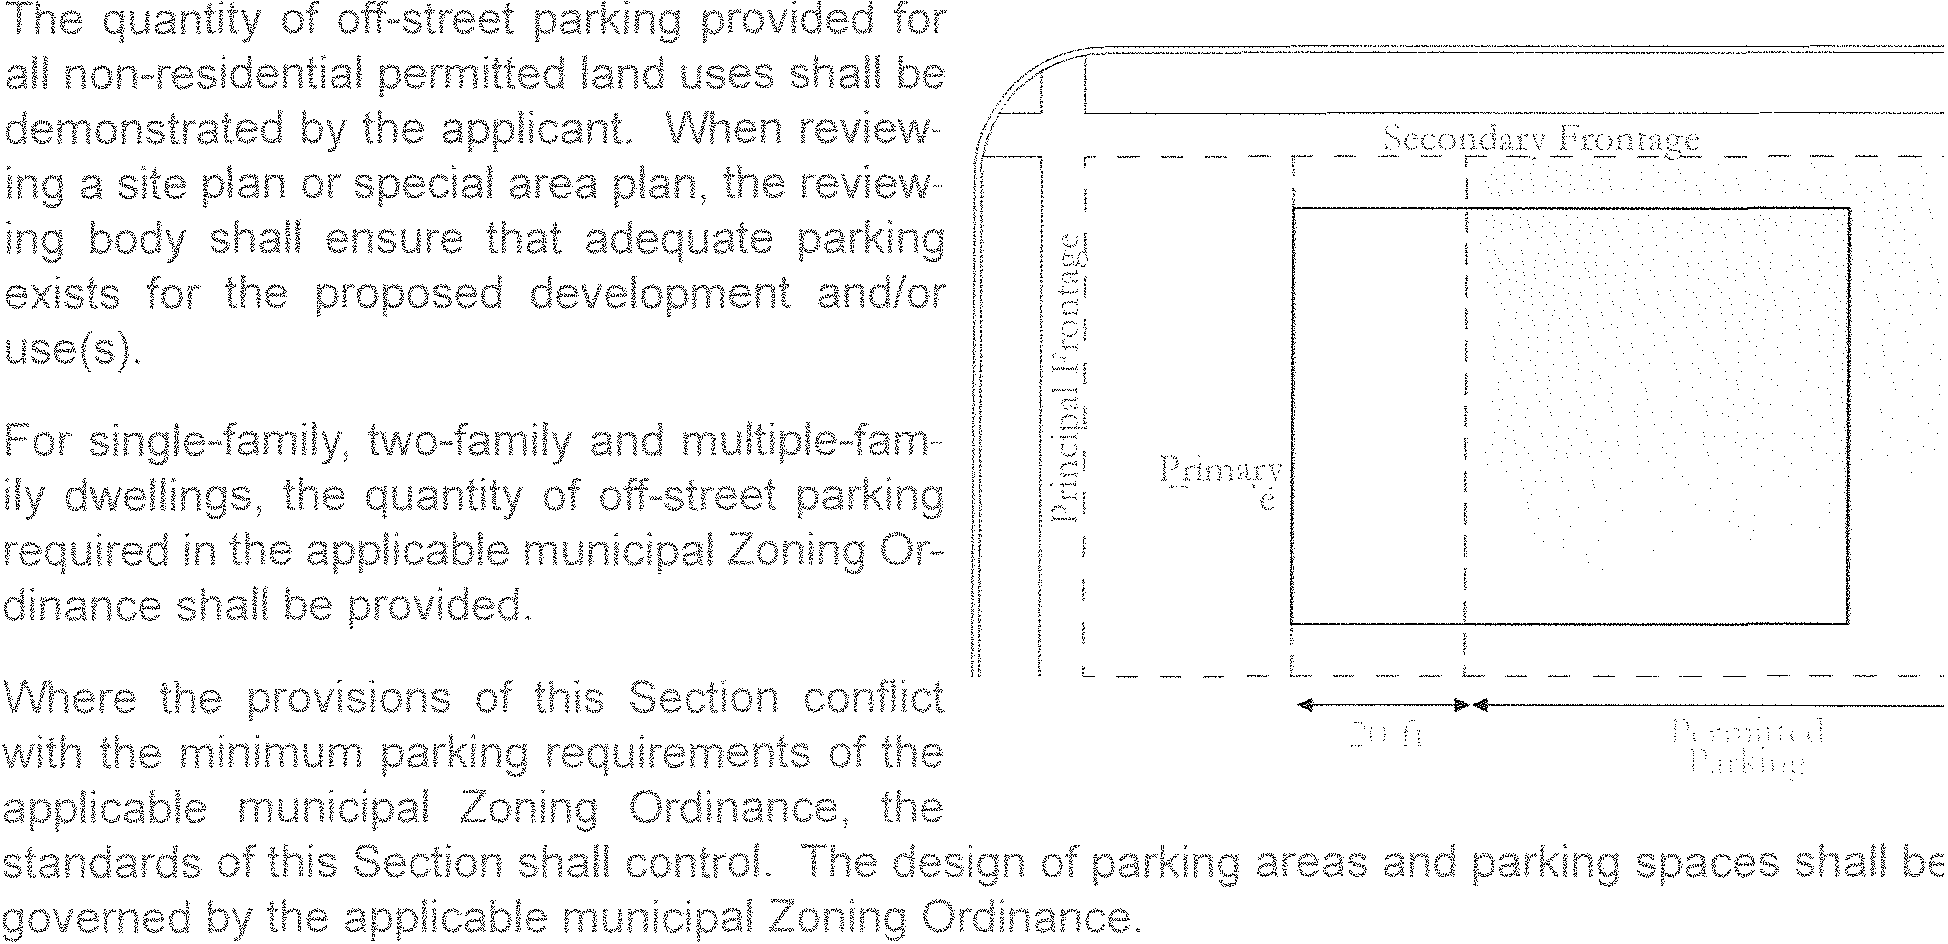 The quantity of off-street parking provided for
all non-residential permitted land uses shall be
demonstrated by the applicant.  When review-
ing a site plan or special area plan, the review-
ing body shall ensure that adequate parking
exists for the proposed development and/or
use(s).
For single-family, two-family and multiple-fam-
ily dwellings, the quantity of off-street parking
required in the applicable municipal Zoning Or-
dinance shall be provided.
Where the provisions of this Section conflict
with the minimum parking requirements of the
applicable municipal Zoning Ordinance, the
standards of this Section shall control.  The design of parking areas and parking spaces shall be
governed by the applicable municipal Zoning Ordinance.
Secondary Frontage
Principal Frontage
Primary
20 ft
Permitted
Parking